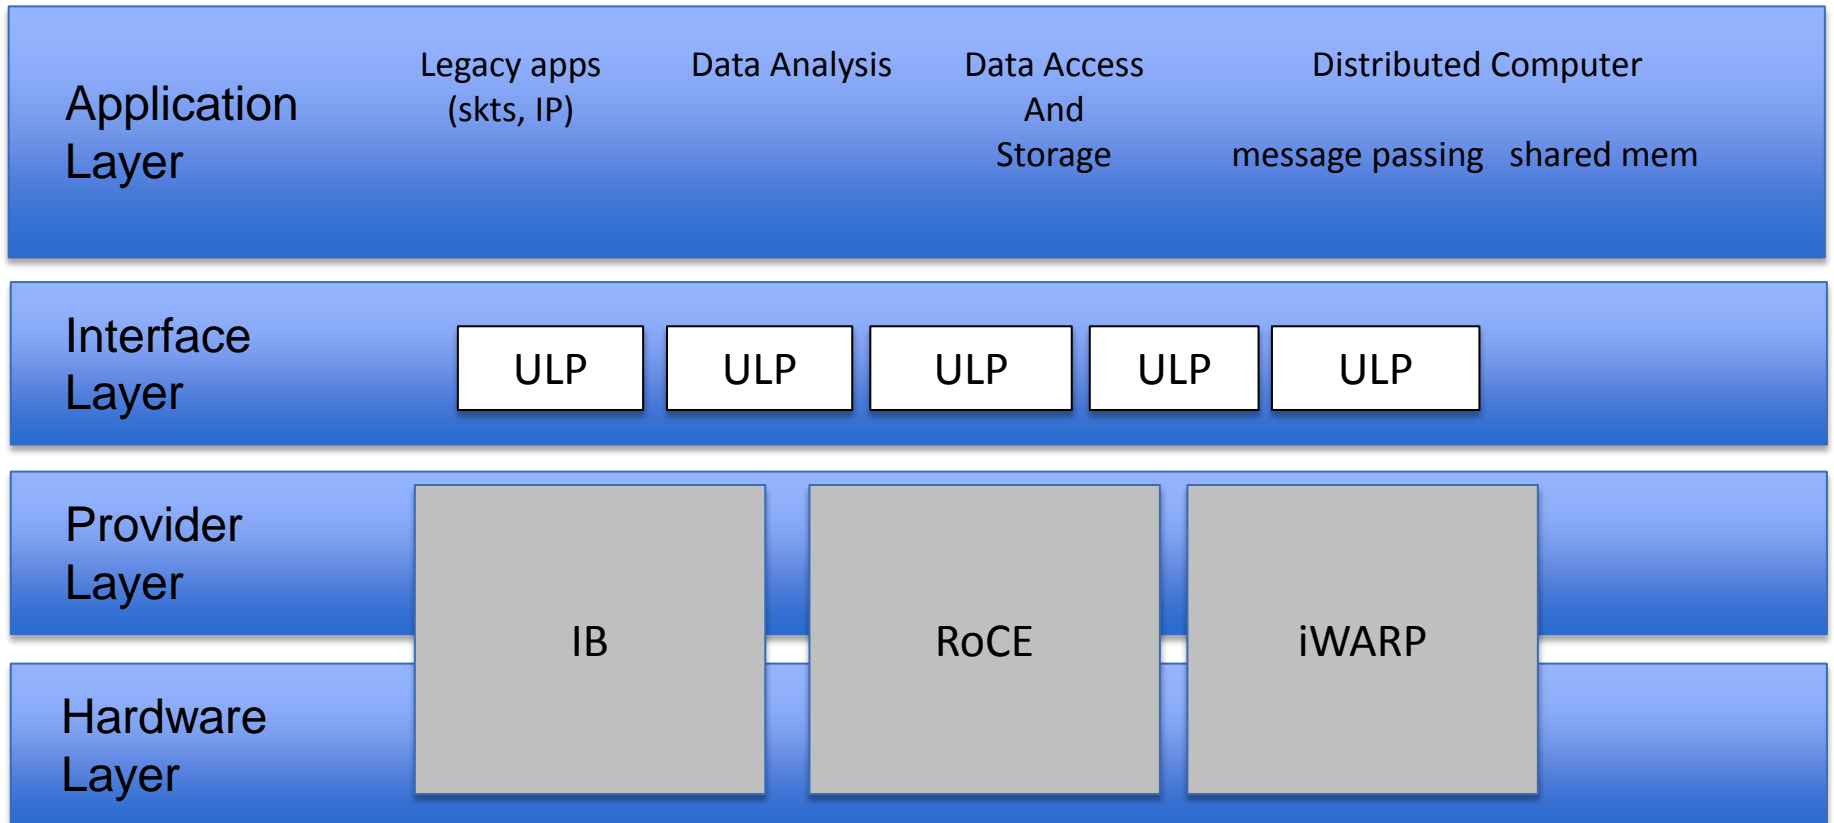 Application
Layer
Legacy apps
(skts, IP)
Data Analysis
Data Access
And
Storage
Distributed Computer
message passing shared mem
Interface
Layer
ULP
ULP
ULP
ULP
ULP
Provider
Layer
Hardware
Layer
IB
RoCE
iWARP